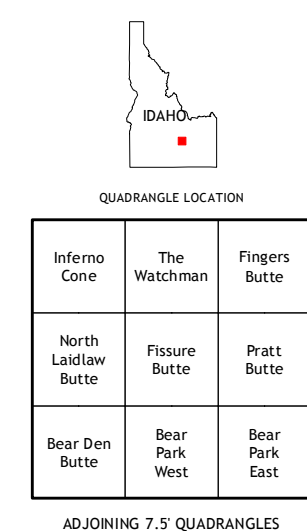 IDAHO
QUADRANGLE LOCATION
Inferno
Cone
The
Watchman
Fingers
Butte
North
Laidlaw
Butte
Fissure
Butte
Pratt
Butte
Bear Den
Butte
Bear
Park
West
Bear
Park
East
ADJOINING 7.5' QUADRANGLES